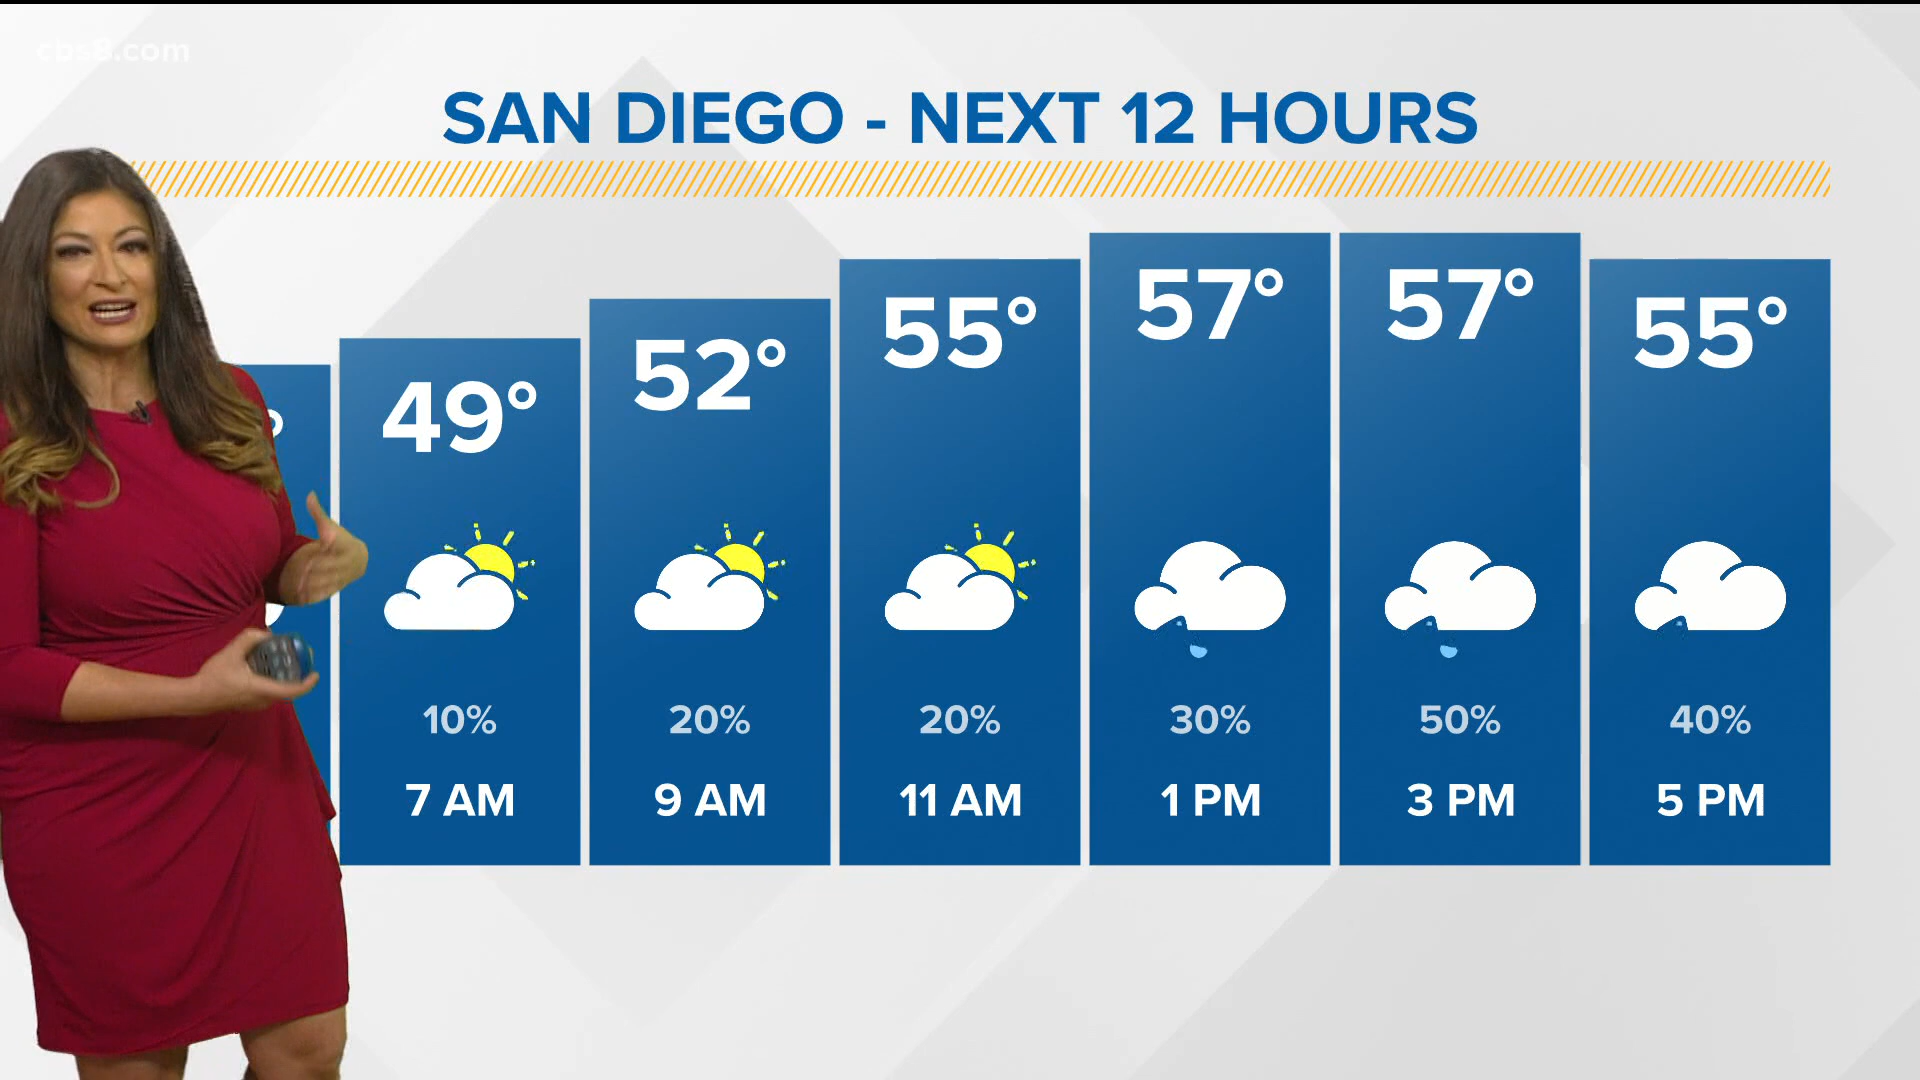 cbs8.com
SAN DIEGO - NEXT 12 HOURS
°
49° 52° 55° 57° 57° 55°
10% 20% 20% 30% 50% 40%
7 AM 9 AM 11 AM 1 PM 3 PM 5 PM